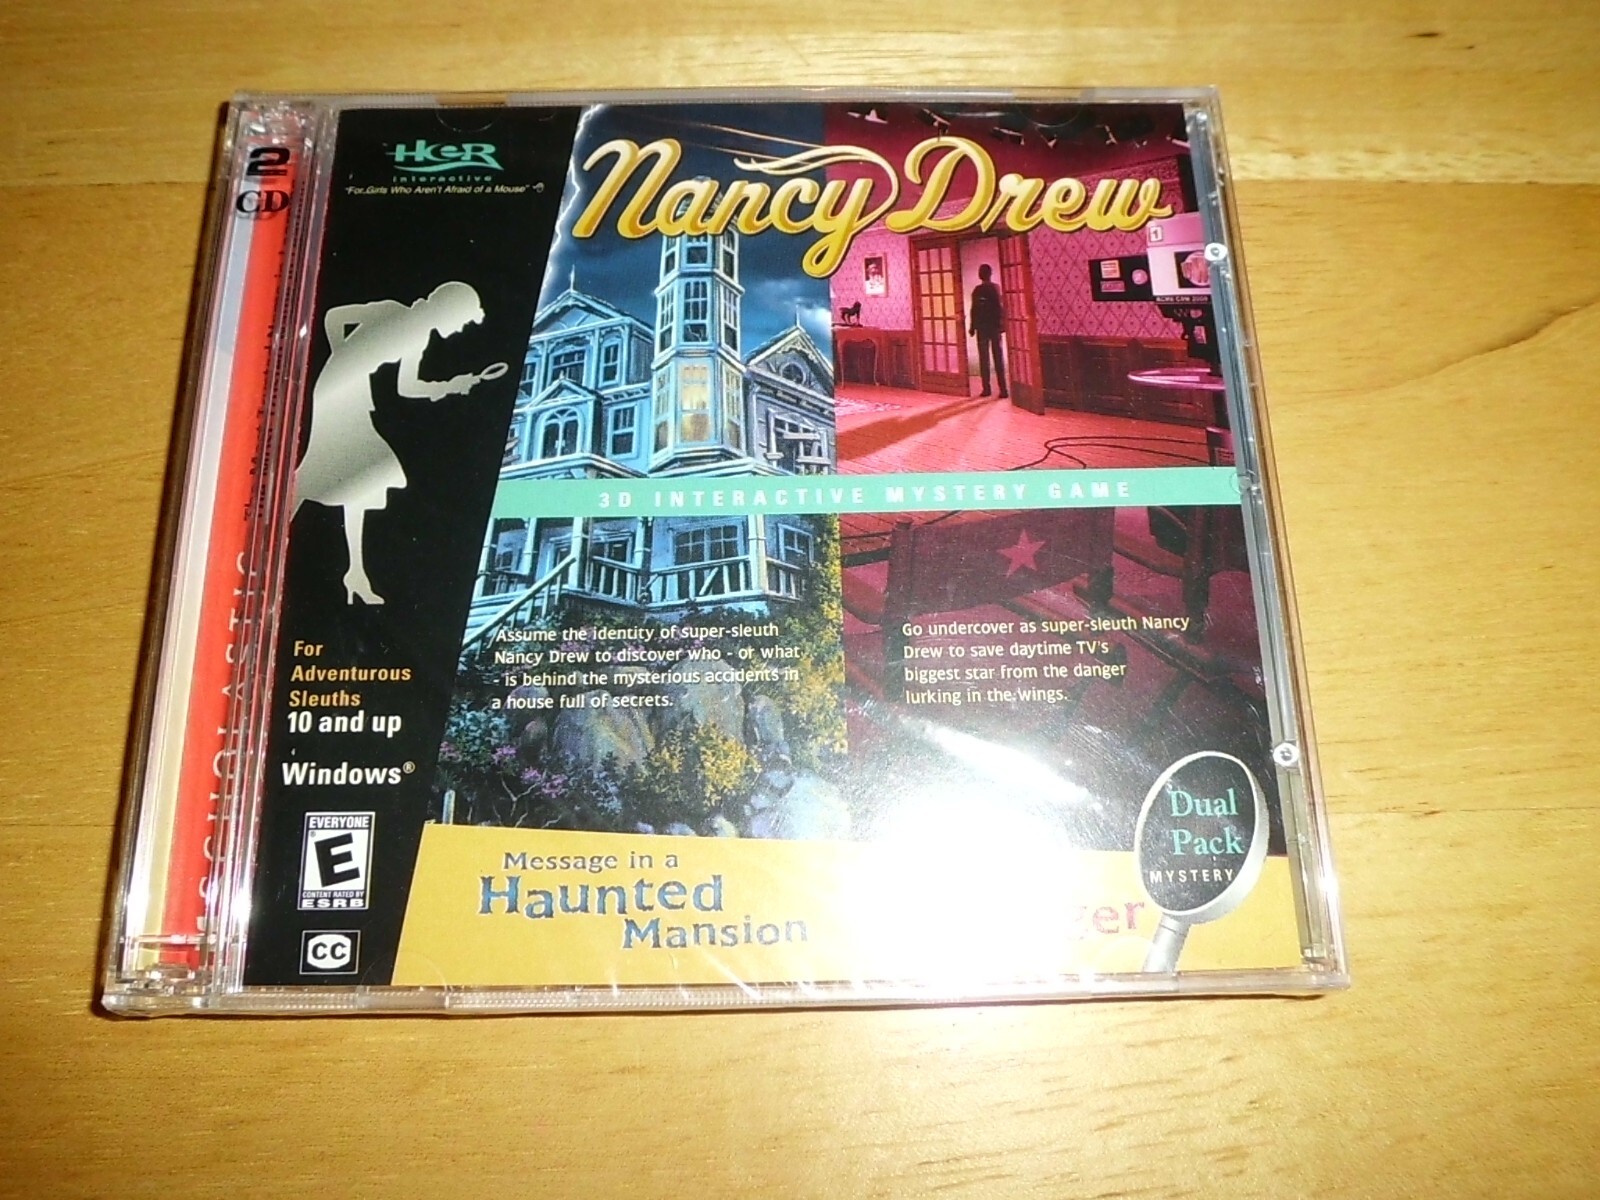 2
CD
SCHOLASTIC
HER
interactive
"For Girls Who Aren't Afraid of a Mouse"
Nancy Drew
1
3D INTERACTIVE MYSTERY GAME
Assume the identity of super-sleuth
Nancy Drew to discover who - or what
- is behind the mysterious accidents in
a house full of secrets.
Go undercover as super-sleuth Nancy
Drew to save daytime TV's
biggest star from the danger
lurking in the wings.
For
Adventurous
Sleuths
10 and up
Windows®
EVERYONE
E
CONTENT RATED BY
ESRB
CC
Message in a
Haunted
Mansion
ger
Dual
Pack
MYSTERY